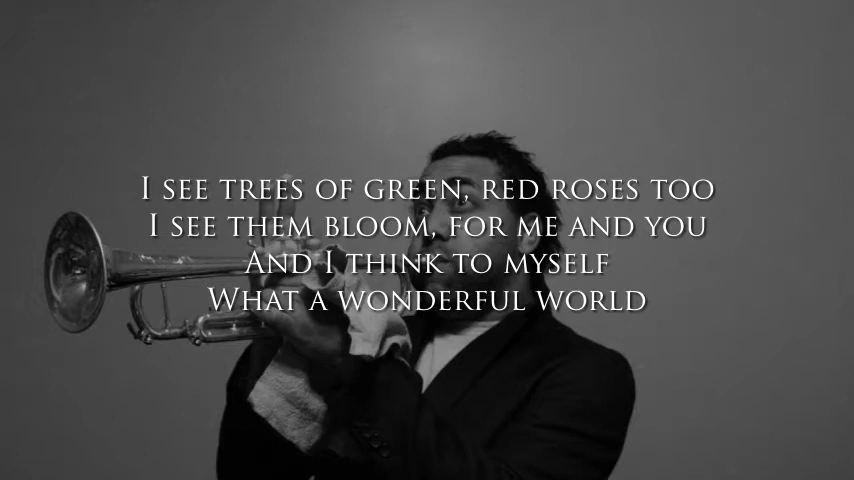 I see trees of green, red roses too
I see them bloom, for me and you
And I think to myself
What a wonderful world